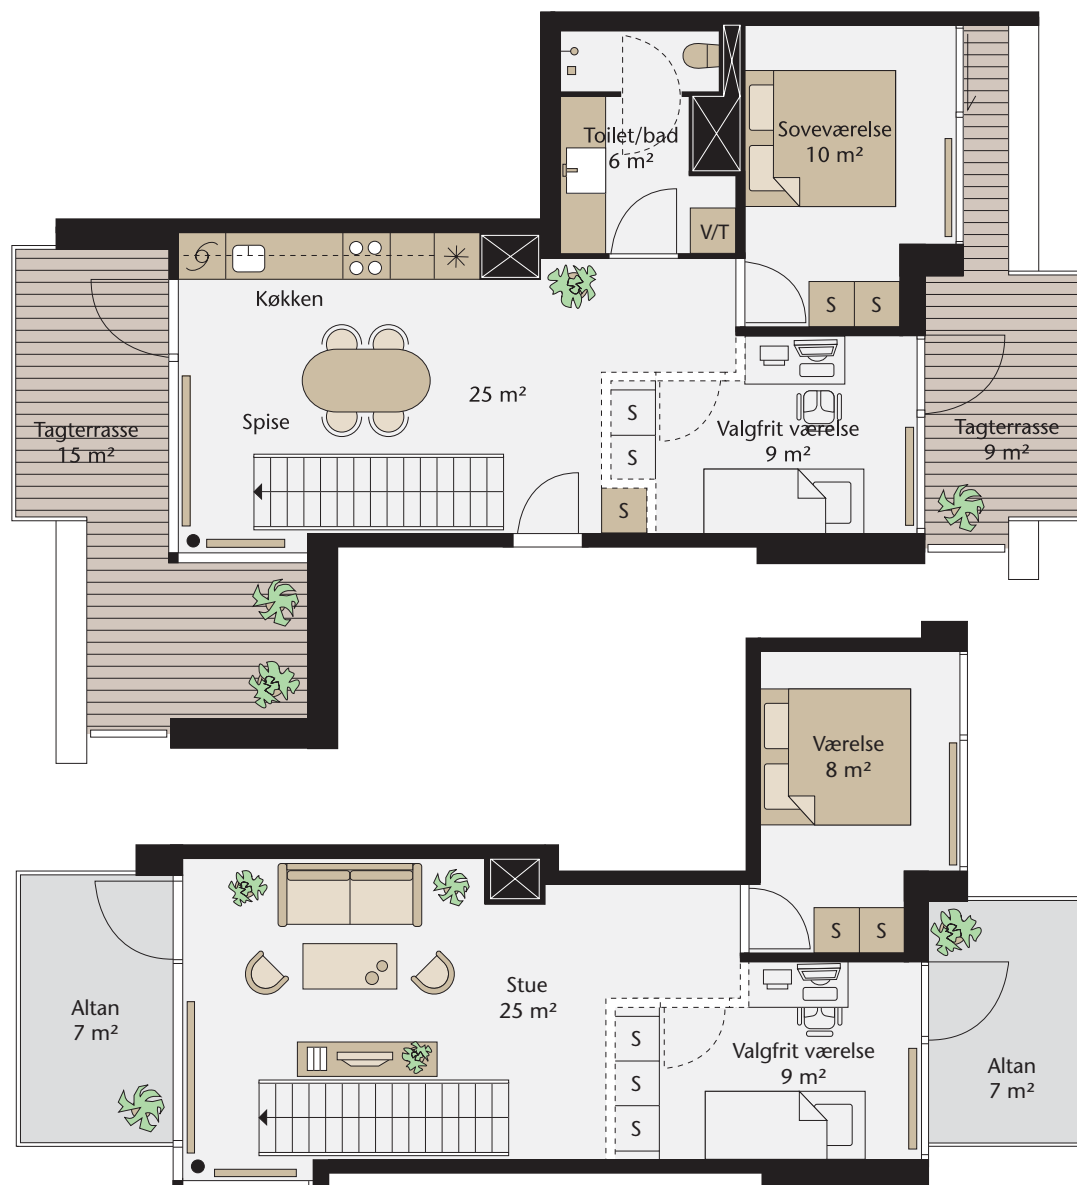 Toilet/bad
6 m²
Soveværelse
10 m²
V/T
Køkken
S S
25 m²
Spise
S
S
S
Valgfrit værelse
9 m²
Tagterrasse
15 m²
Tagterrasse
9 m²
Værelse
8 m²
S S
Stue
25 m²
Altan
7 m²
S
S
S
Valgfrit værelse
9 m²
Altan
7 m²